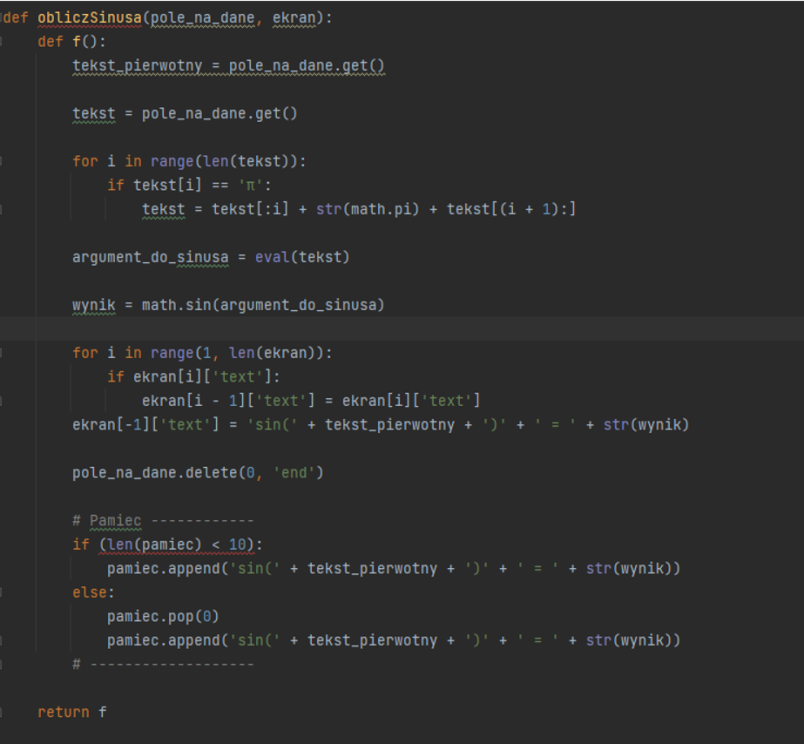 def obliczSinusa(pole_na_dane, ekran):
    def f():
        tekst_pierwotny = pole_na_dane.get()
        tekst = pole_na_dane.get()
        for i in range(len(tekst)):
            if tekst[i] == 'π':
                tekst = tekst[:i] + str(math.pi) + tekst[(i + 1):]
        argument_do_sinusa = eval(tekst)
        wynik = math.sin(argument_do_sinusa)
        for i in range(1, len(ekran)):
            if ekran[i]['text']:
                ekran[i - 1]['text'] = ekran[i]['text']
        ekran[-1]['text'] = 'sin(' + tekst_pierwotny + ')' + ' = ' + str(wynik)
        pole_na_dane.delete(0, 'end')
        # Pamiec ------------
        if (len(pamiec) < 10):
            pamiec.append('sin(' + tekst_pierwotny + ')' + ' = ' + str(wynik))
        else:
            pamiec.pop(0)
            pamiec.append('sin(' + tekst_pierwotny + ')' + ' = ' + str(wynik))
        # -------------------
    return f